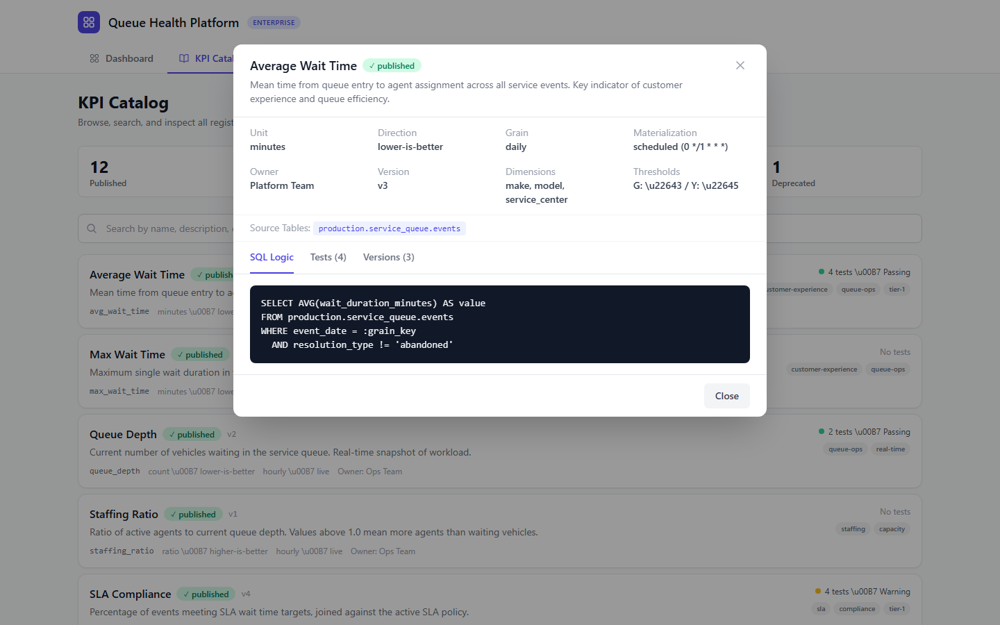 Queue Health Platform ENTERPRISE
Dashboard KPI Cata
KPI Catalog
Browse, search, and inspect all regist
12
Published
1
Deprecated
Search by name, description,
Average Wait Time ✓ publish
Mean time from queue entry to a
avg_wait_time minutes \u00B7 lowe
4 tests \u00B7 Passing
ustomer-experience queue-ops tier-1
Max Wait Time ✓ published
Maximum single wait duration in
max_wait_time minutes \u00B7 lowe
No tests
customer-experience queue-ops
Average Wait Time ✓ published
Mean time from queue entry to agent assignment across all service events. Key indicator of customer
experience and queue efficiency.
Unit Direction Grain Materialization
minutes lower-is-better daily scheduled (0 */1 * * *)
Owner Version Dimensions Thresholds
Platform Team v3 make, model, G: \u22643 / Y: \u22645
service_center
Source Tables: production.service_queue.events
SQL Logic Tests (4) Versions (3)
SELECT AVG(wait_duration_minutes) AS value
FROM production.service_queue.events
WHERE event_date = :grain_key
AND resolution_type != 'abandoned'
Close
Queue Depth ✓ published v2
Current number of vehicles waiting in the service queue. Real-time snapshot of workload.
queue_depth count \u00B7 lower-is-better hourly \u00B7 live Owner: Ops Team
2 tests \u00B7 Passing
queue-ops real-time
Staffing Ratio ✓ published v1
Ratio of active agents to current queue depth. Values above 1.0 mean more agents than waiting vehicles.
staffing_ratio ratio \u00B7 higher-is-better hourly \u00B7 live Owner: Ops Team
No tests
staffing capacity
SLA Compliance ✓ published v4
Percentage of events meeting SLA wait time targets, joined against the active SLA policy.
4 tests \u00B7 Warning
sla compliance tier-1